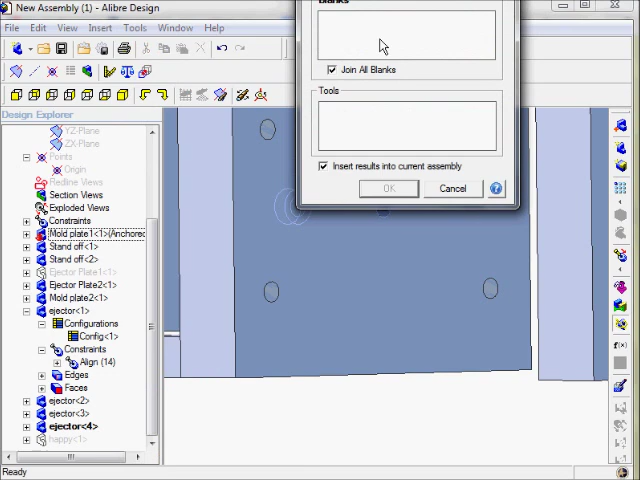 New Assembly (1) - Alibre Design
File Edit View Insert Tools Window Help
Design Explorer
YZ-Plane
ZX-Plane
Points
Origin
Redline Views
Section Views
Exploded Views
Constraints
Mold plate1<1>(Anchored
Stand off<1>
Stand off<2>
Ejector Plate1<1>
Ejector Plate2<1>
Mold plate2<1>
ejector<1>
Configurations
Config<1>
Constraints
Align (14)
Edges
Faces
ejector<2>
ejector<3>
ejector<4>
happy<1>
Blanks
Join All Blanks
Tools
Insert results into current assembly
OK Cancel
f(x)
Ready